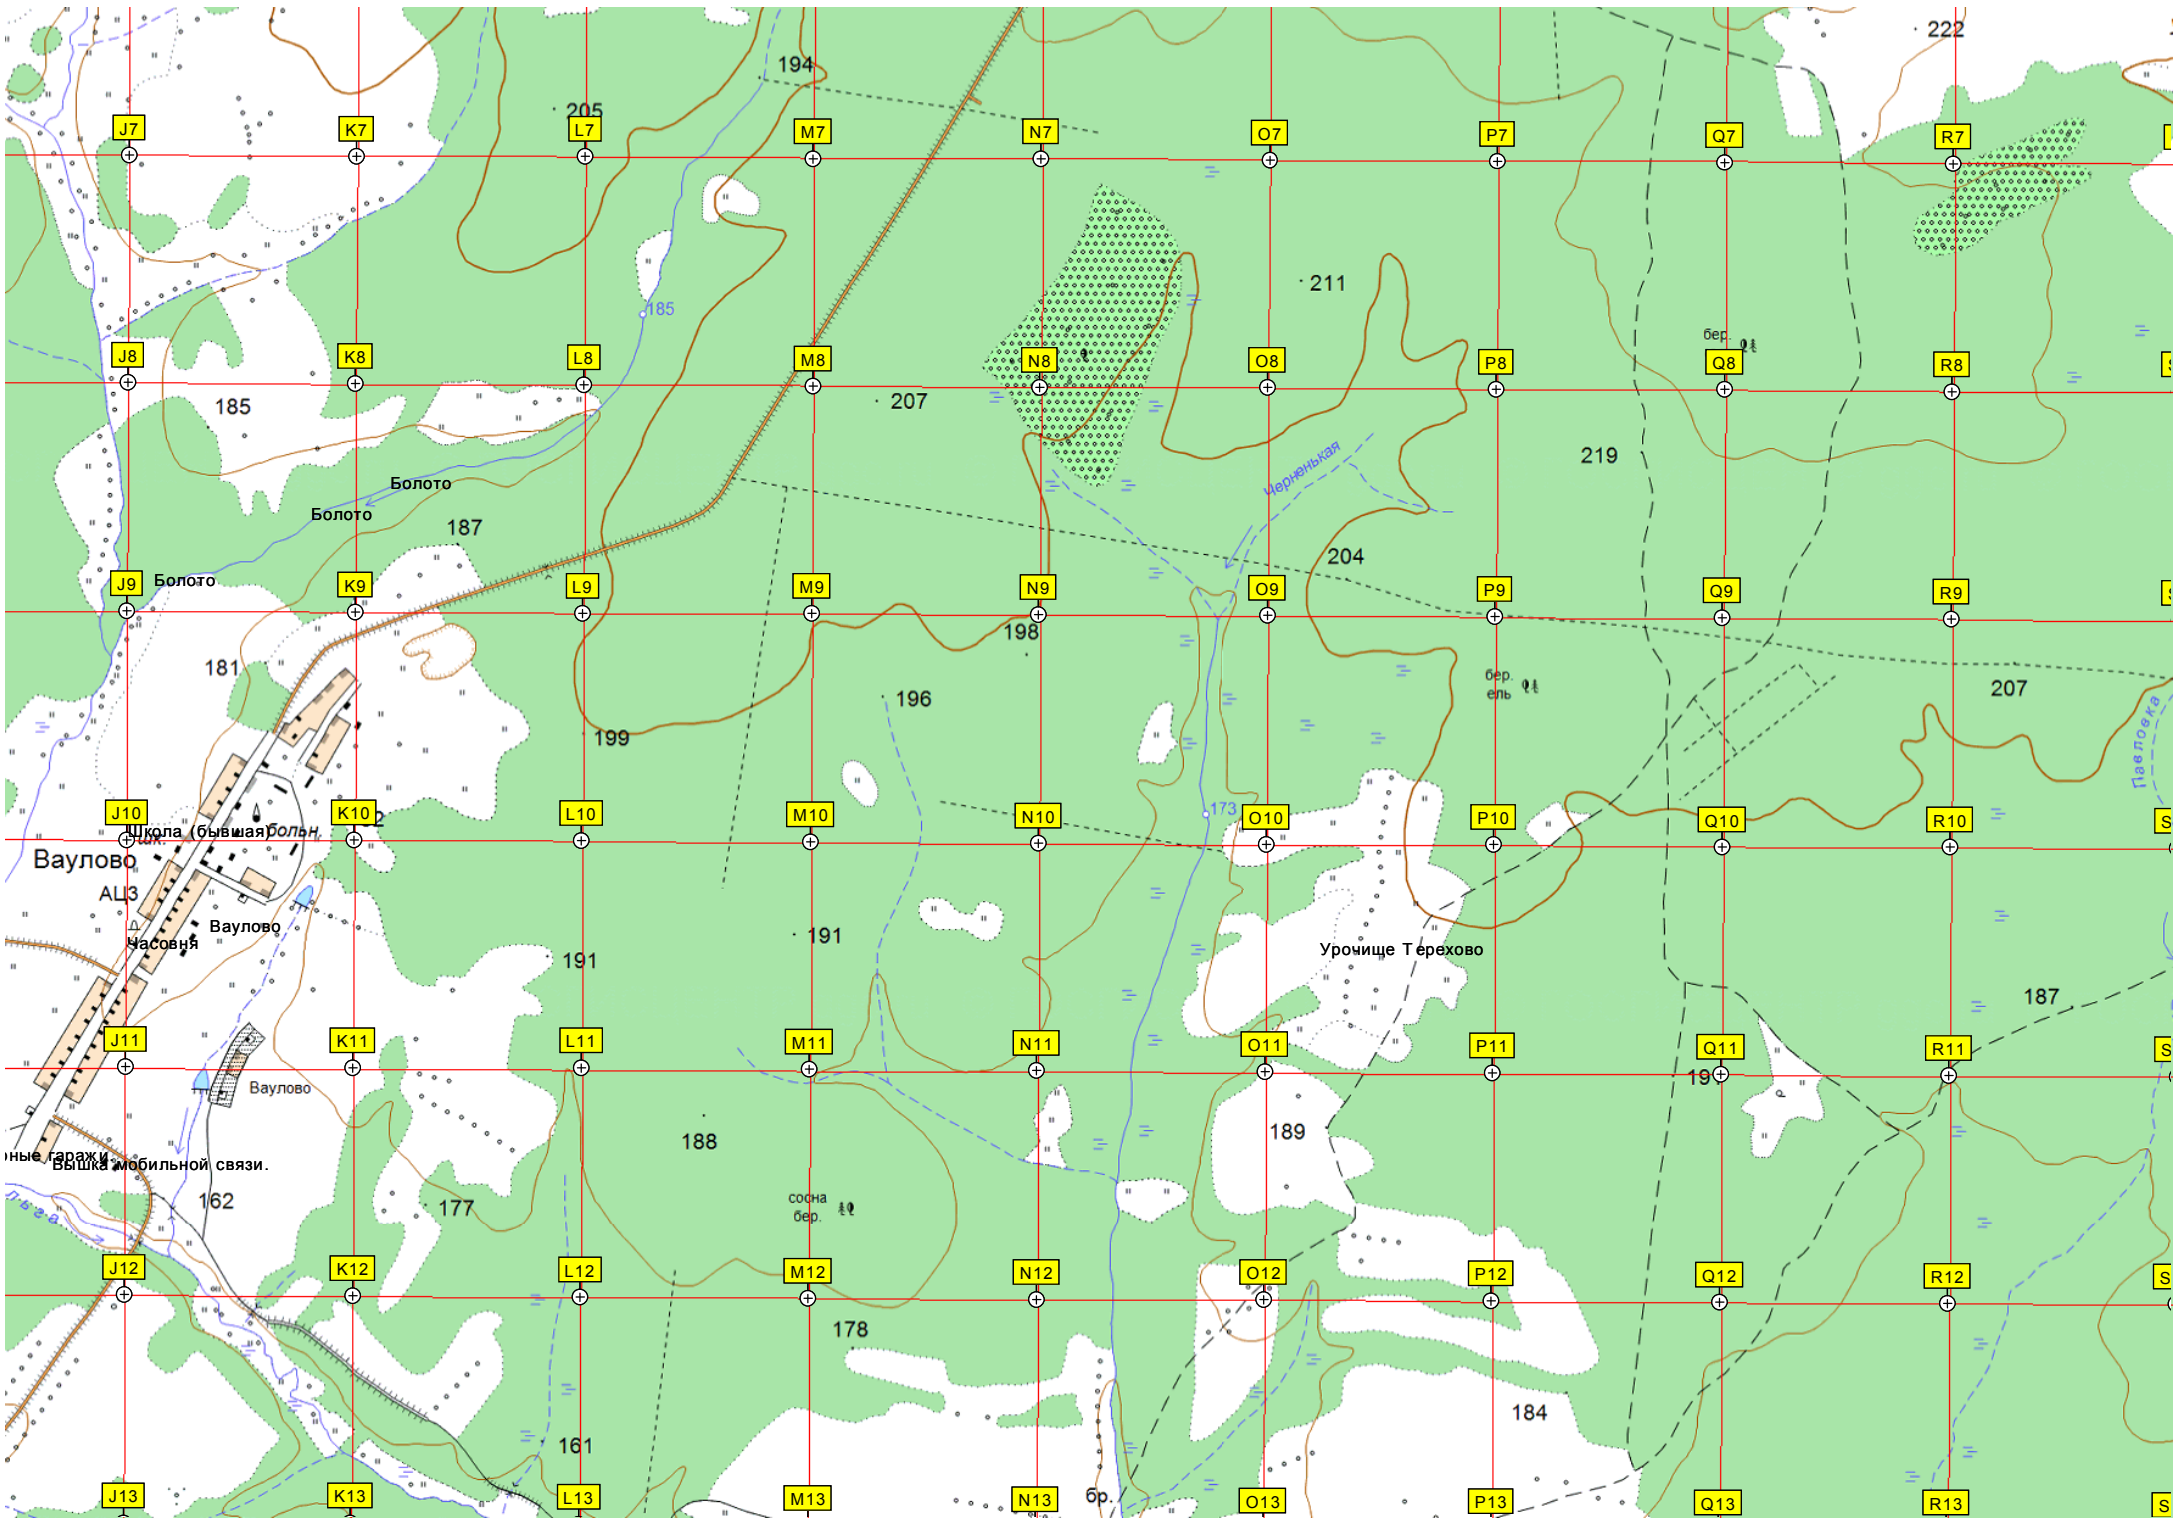 222
194
205
J7
K7
L7
M7
N7
O7
P7
Q7
R7
211
185
бер.
J8
K8
L8
M8
N8
O8
P8
Q8
R8
185
207
Черненькая
219
Болото
Болото
187
204
J9
Болото
K9
L9
M9
N9
O9
P9
Q9
R9
198
181
бер.
ель
196
207
199
Павловка
173
J10
K10
L10
M10
N10
O10
P10
Q10
R10
Школа (бывшая)
больн.
Ваулово
АЦЗ
Ваулово
Часовня
191
191
Урочище Терехово
187
J11
K11
L11
M11
N11
O11
P11
Q11
R11
Ваулово
188
189
Вышка мобильной связи.
162
177
сосна
бер.
J12
K12
L12
M12
N12
O12
P12
Q12
R12
178
184
161
J13
K13
L13
M13
N13
бр.
O13
P13
Q13
R13